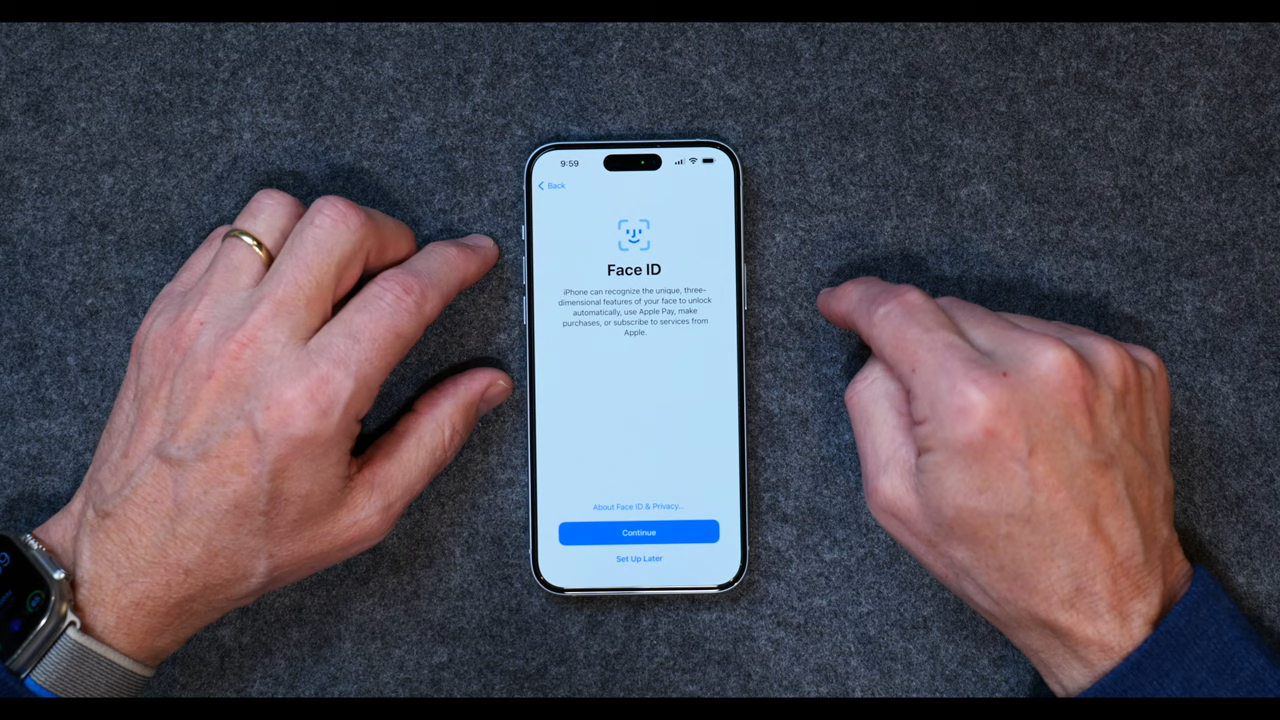 9:59
Back
Face ID
iPhone can recognize the unique, three-
dimensional features of your face to unlock
automatically, use Apple Pay, make
purchases, or subscribe to services from
Apple.
About Face ID & Privacy...
Continue
Set Up Later